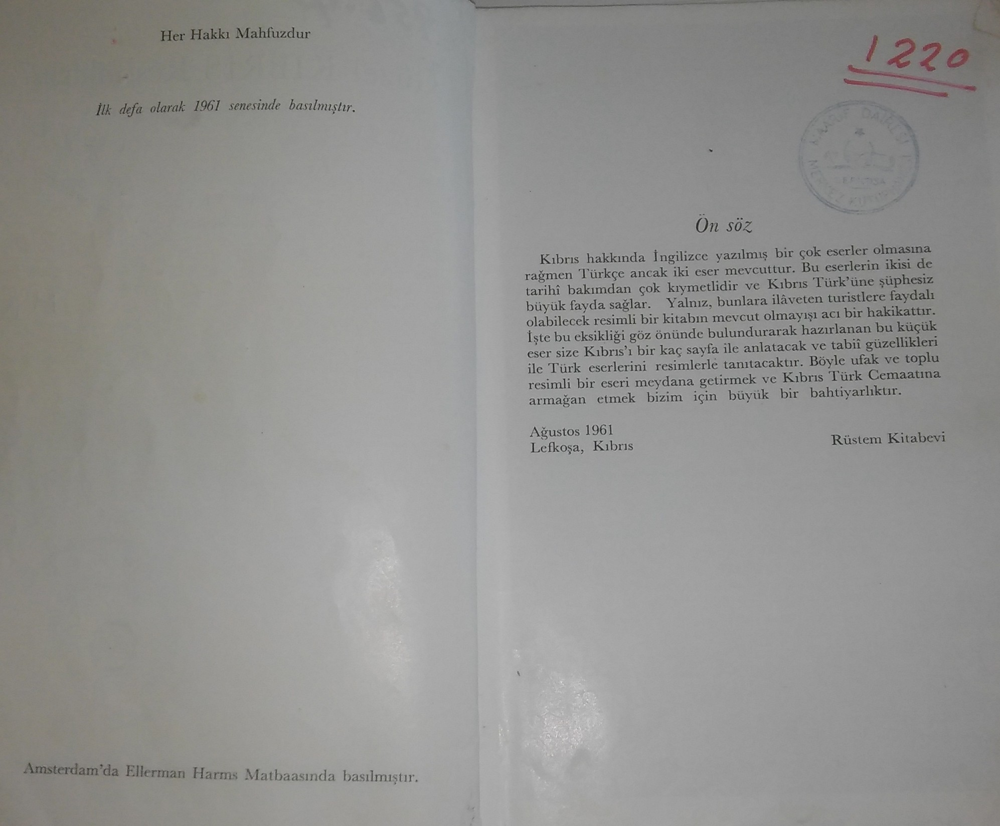 Her Hakkı Mahfuzdur
İlk defa olarak 1961 senesinde basılmıştır.
Amsterdam'da Ellerman Harms Matbaasında basılmıştır.
1220
MAARİF DAİRESİ
MERKEZ
Ön söz
Kıbrıs hakkında İngilizce yazılmış bir çok eserler olmasına
rağmen Türkçe ancak iki eser mevcuttur. Bu eserlerin ikisi de
tarihî bakımdan çok kıymetlidir ve Kıbrıs Türk'üne şüphesiz
büyük fayda sağlar. Yalnız, bunlara ilâveten turistlere faydalı
olabilecek resimli bir kitabın mevcut olmayışı acı bir hakikattır.
İşte bu eksikliği göz önünde bulundurarak hazırlanan bu küçük
eser size Kıbrıs'ı bir kaç sayfa ile anlatacak ve tabiî güzellikleri
ile Türk eserlerini resimlerle tanıtacaktır. Böyle ufak ve toplu
resimli bir eseri meydana getirmek ve Kıbrıs Türk Cemaatına
armağan etmek bizim için büyük bir bahtiyarlıktır.
Ağustos 1961
Lefkoşa, Kıbrıs
Rüstem Kitabevi